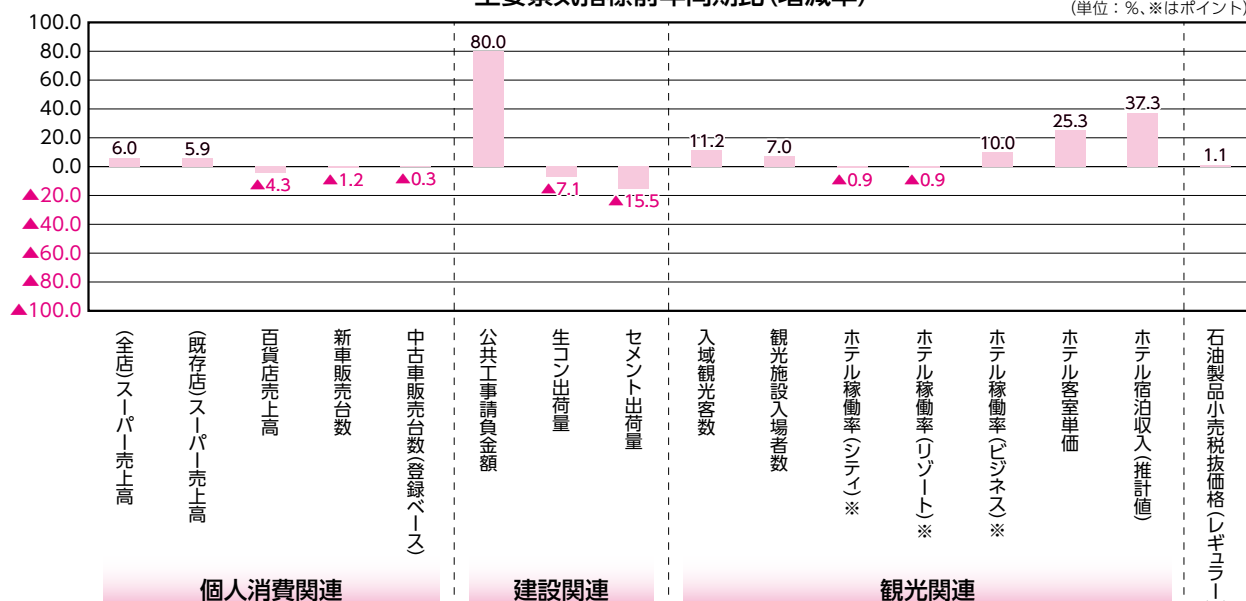 主要景気指標前年同期比(増減率)
(単位：％、※はポイント)
100.0
80.0
60.0
40.0
20.0
0.0
▲20.0
▲40.0
▲60.0
▲80.0
▲100.0
6.0
5.9
▲4.3
▲1.2
▲0.3
80.0
▲7.1
▲15.5
11.2
7.0
▲0.9
▲0.9
10.0
25.3
37.3
1.1
(全店)スーパー売上高
(既存店)スーパー売上高
百貨店売上高
新車販売台数
中古車販売台数(登録ベース)
公共工事請負金額
生コン出荷量
セメント出荷量
入域観光客数
観光施設入場者数
ホテル稼働率(シティ)※
ホテル稼働率(リゾート)※
ホテル稼働率(ビジネス)※
ホテル客室単価
ホテル宿泊収入(推計値)
石油製品小売税抜価格(レギュラー
個人消費関連
建設関連
観光関連